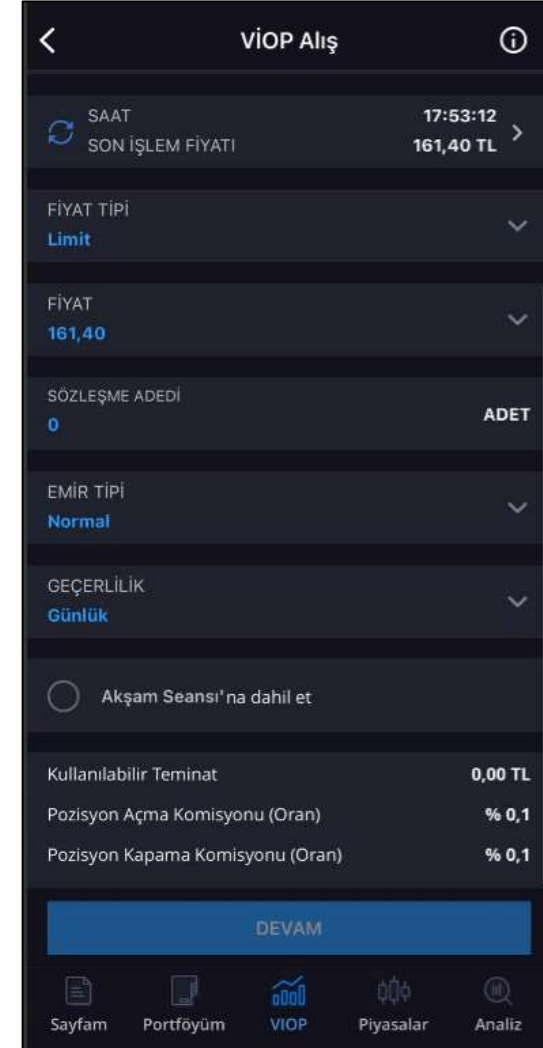 VİOP Alış
SAAT 17:53:12
SON İŞLEM FİYATI 161,40 TL
FİYAT TİPİ
Limit
FİYAT
161,40
SÖZLEŞME ADEDİ
0 ADET
EMİR TİPİ
Normal
GEÇERLİLİK
Günlük
Akşam Seansı'na dahil et
Kullanılabilir Teminat 0,00 TL
Pozisyon Açma Komisyonu (Oran) % 0,1
Pozisyon Kapama Komisyonu (Oran) % 0,1
DEVAM
Sayfam Portföyüm VIOP Piyasalar Analiz